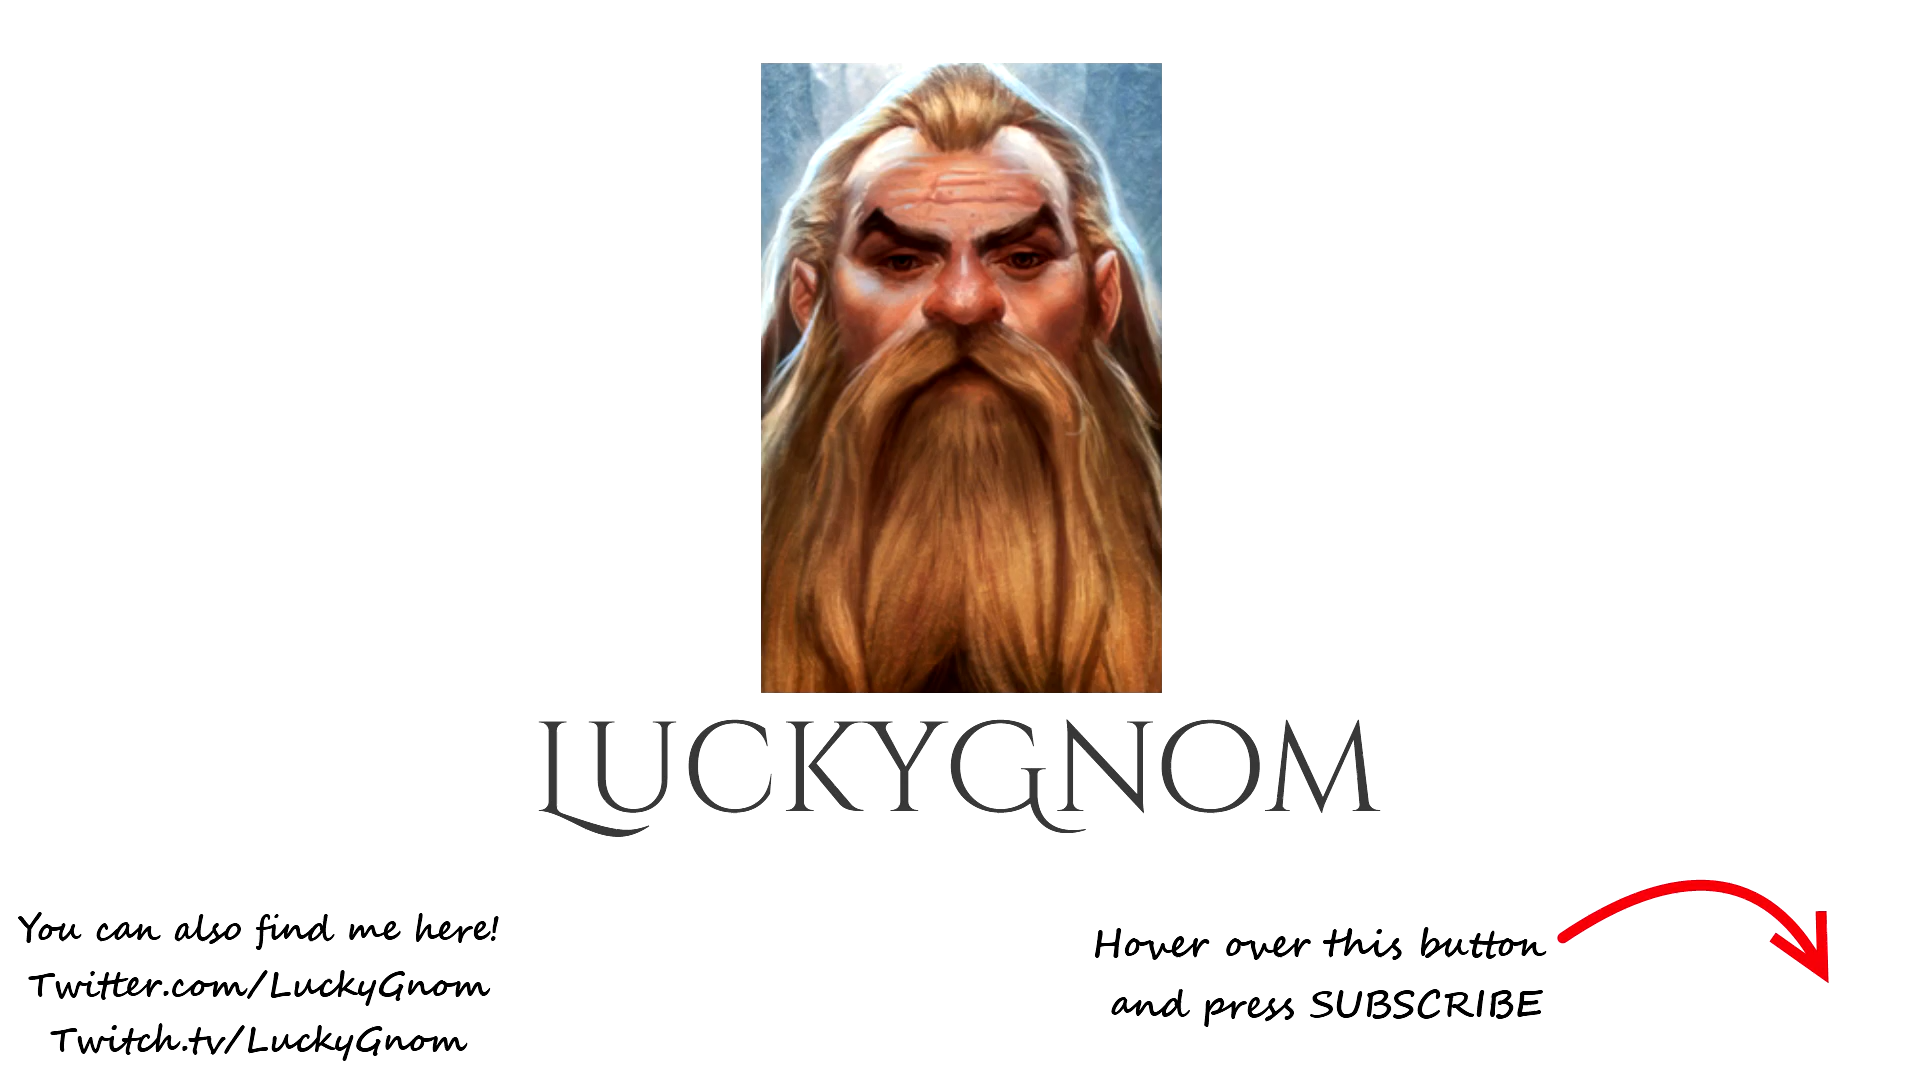 LuckyGnom
You can also find me here!
Twitter.com/LuckyGnom
Twitch.tv/LuckyGnom
Hover over this button
and press SUBSCRIBE